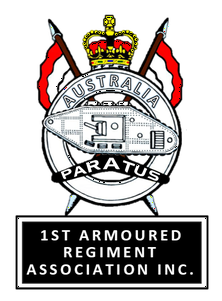 AUSTRALIA
PARATUS
1ST ARMOURED
REGIMENT
ASSOCIATION INC.